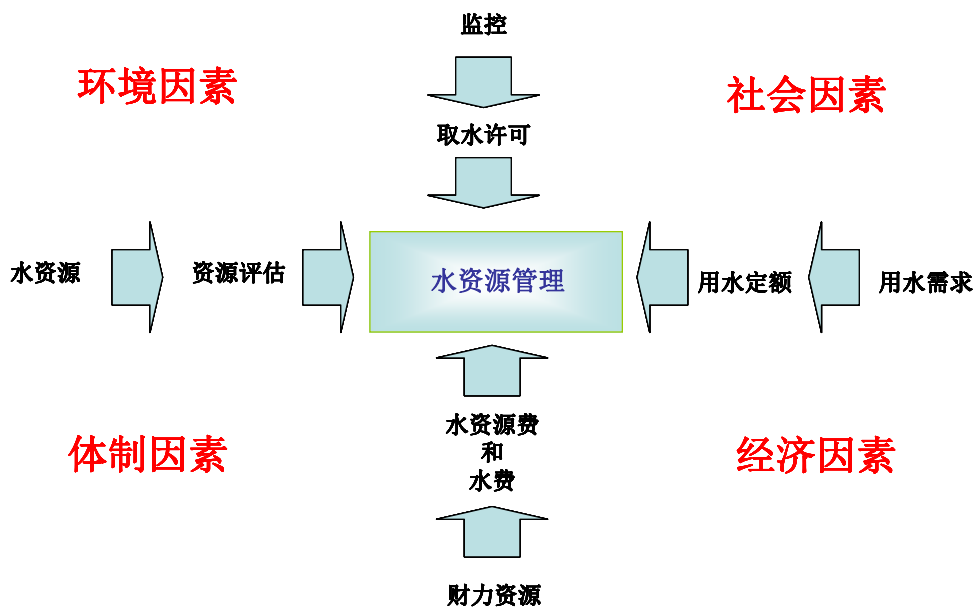 监控
环境因素
社会因素
取水许可
水资源
资源评估
水资源管理
用水定额
用水需求
水资源费
和
水费
体制因素
经济因素
财力资源